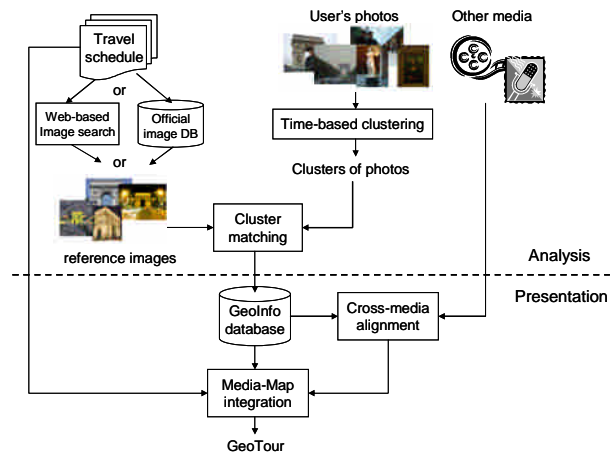 Travel
schedule
User's photos
Other media
or
Web-based
Image search
Official
image DB
Time-based clustering
or
Clusters of photos
Cluster
matching
reference images
Analysis
Presentation
GeoInfo
database
Cross-media
alignment
Media-Map
integration
GeoTour